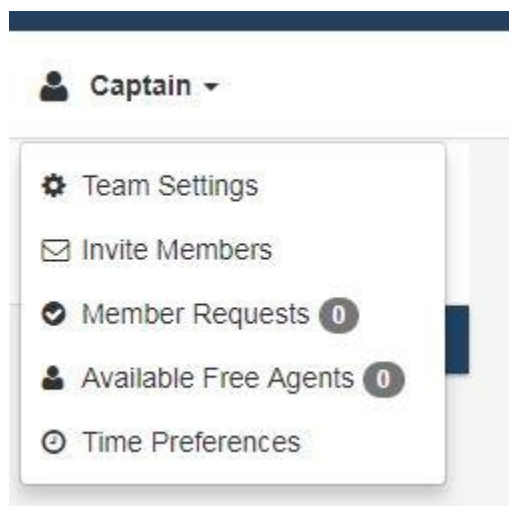 Captain
Team Settings
Invite Members
Member Requests 0
Available Free Agents 0
Time Preferences